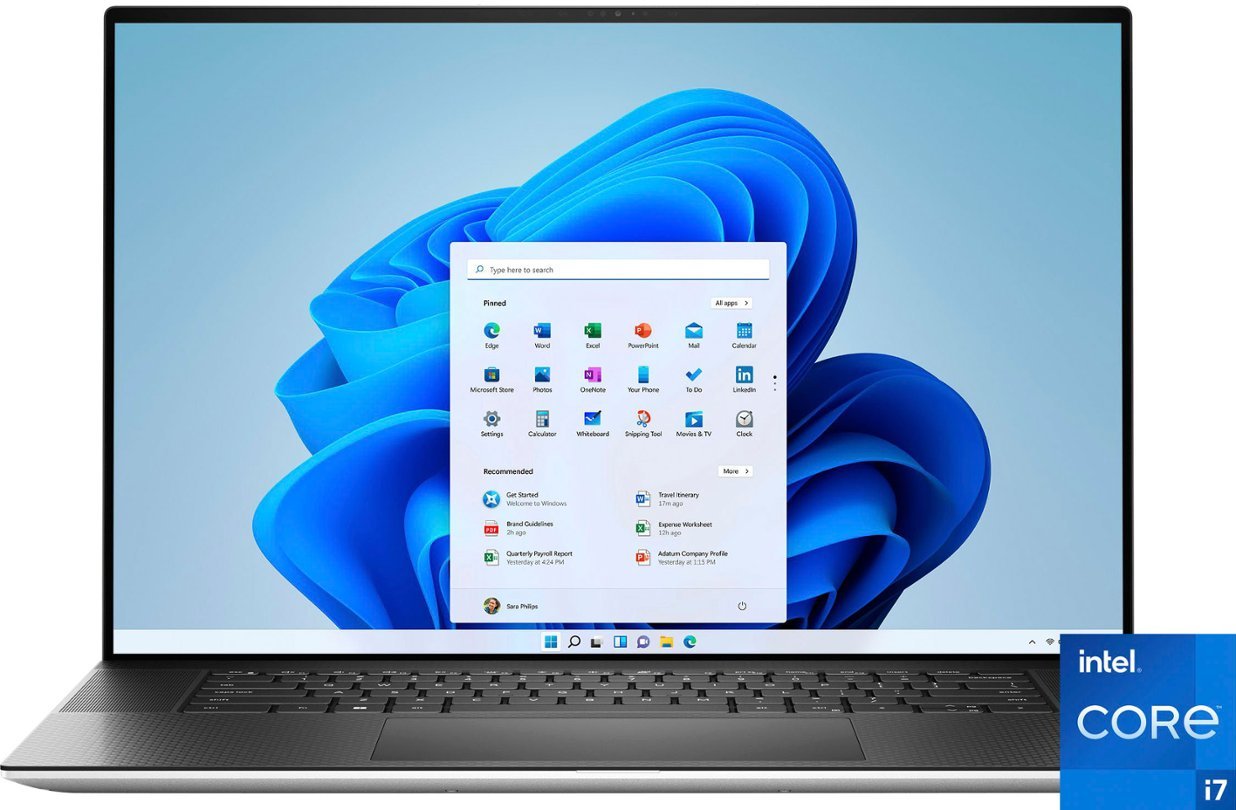 Type here to search
Pinned
All apps >
Edge
Word
Excel
PowerPoint
Mail
Calendar
Microsoft Store
Photos
OneNote
Your Phone
To Do
LinkedIn
Settings
Calculator
Whiteboard
Snipping Tool
Movies & TV
Clock
Recommended
More >
Get Started
Welcome to Windows
Travel Itinerary
17m ago
Brand Guidelines
2h ago
Expense Worksheet
12h ago
Quarterly Payroll Report
Yesterday at 4:24 PM
Adatum Company Profile
Yesterday at 1:15 PM
Sara Philips
intel®
CORE™
i7